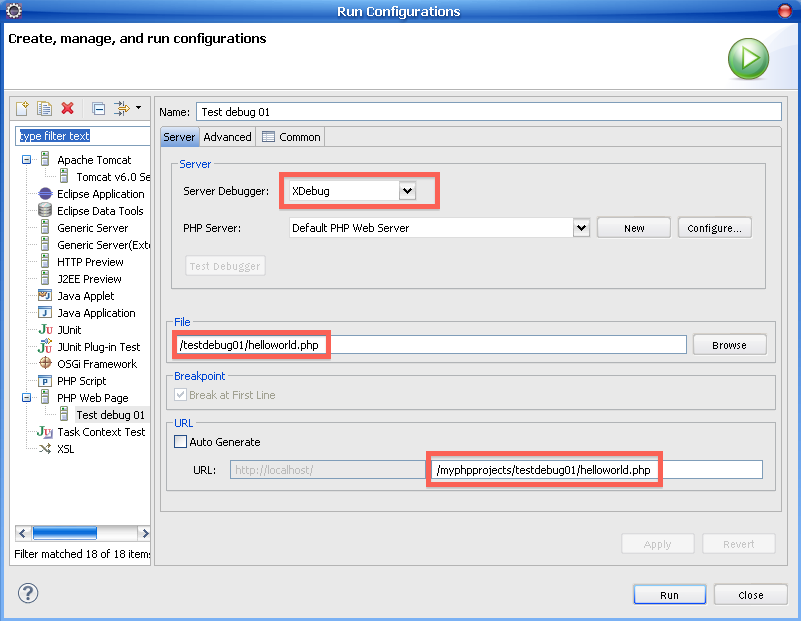 Run Configurations
Create, manage, and run configurations
type filter text
Apache Tomcat
Tomcat v6.0 Se
Eclipse Application
Eclipse Data Tools
Generic Server
Generic Server(Exte
HTTP Preview
J2EE Preview
Java Applet
Java Application
JUnit
JUnit Plug-in Test
OSGi Framework
PHP Script
PHP Web Page
Test debug 01
Task Context Test
XSL
Filter matched 18 of 18 items
Name: Test debug 01
Server Advanced Common
Server
Server Debugger: XDebug
PHP Server: Default PHP Web Server New Configure...
Test Debugger
File
/testdebug01/helloworld.php Browse
Breakpoint
Break at First Line
URL
Auto Generate
URL: http://localhost/ /myphpprojects/testdebug01/helloworld.php
Apply Revert
? Run Close